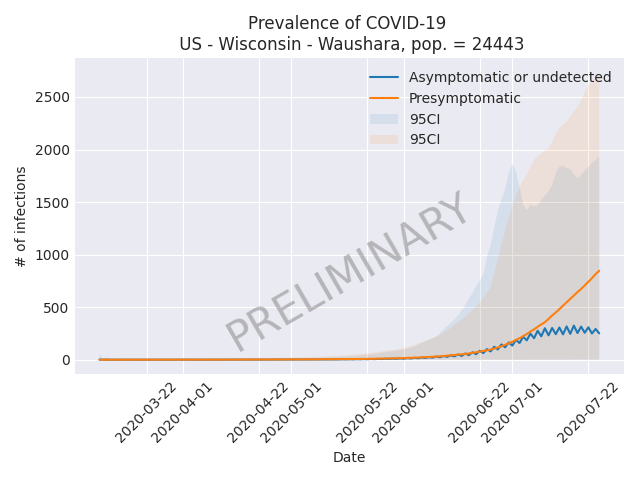 Prevalence of COVID-19
US - Wisconsin - Waushara, pop. = 24443
Asymptomatic or undetected
Presymptomatic
95CI
95CI
# of infections
2500
2000
1500
1000
500
0
PRELIMINARY
2020-03-22
2020-04-01
2020-04-22
2020-05-01
2020-05-22
2020-06-01
2020-06-22
2020-07-01
2020-07-22
Date